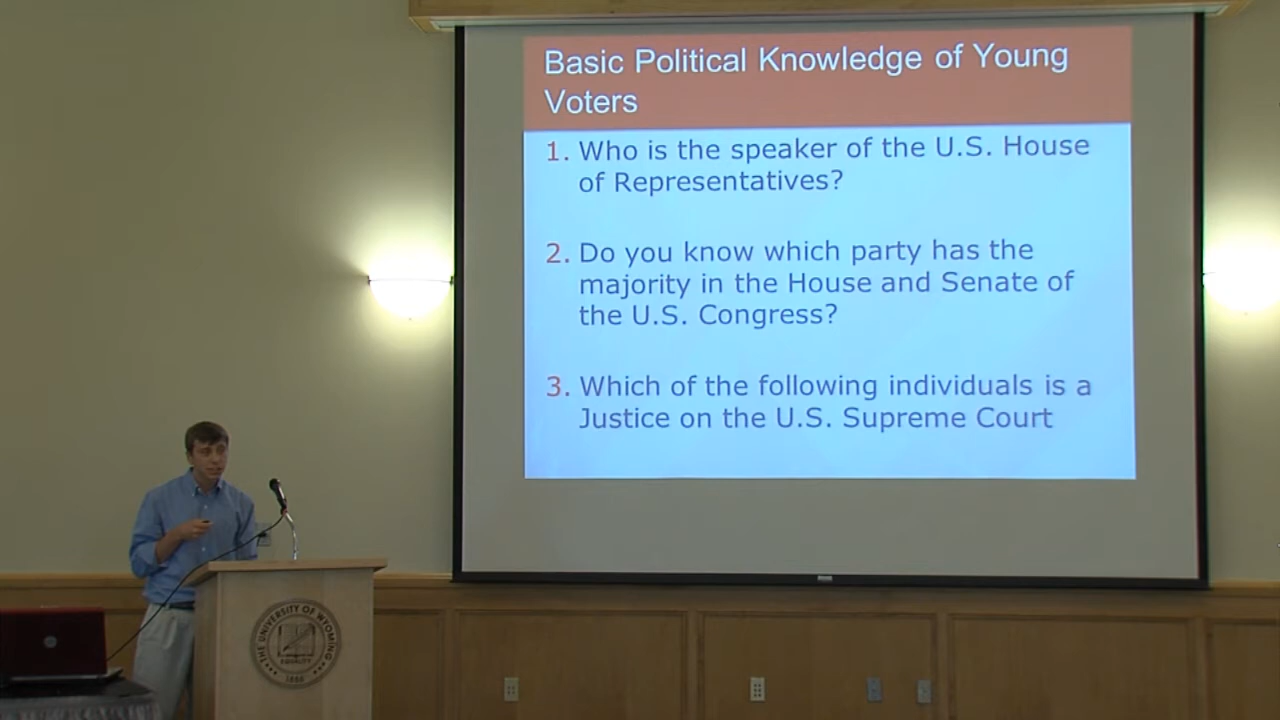 Basic Political Knowledge of Young
Voters
1. Who is the speaker of the U.S. House
of Representatives?
2. Do you know which party has the
majority in the House and Senate of
the U.S. Congress?
3. Which of the following individuals is a
Justice on the U.S. Supreme Court
THE UNIVERSITY OF WYOMING
EQUALITY
1886